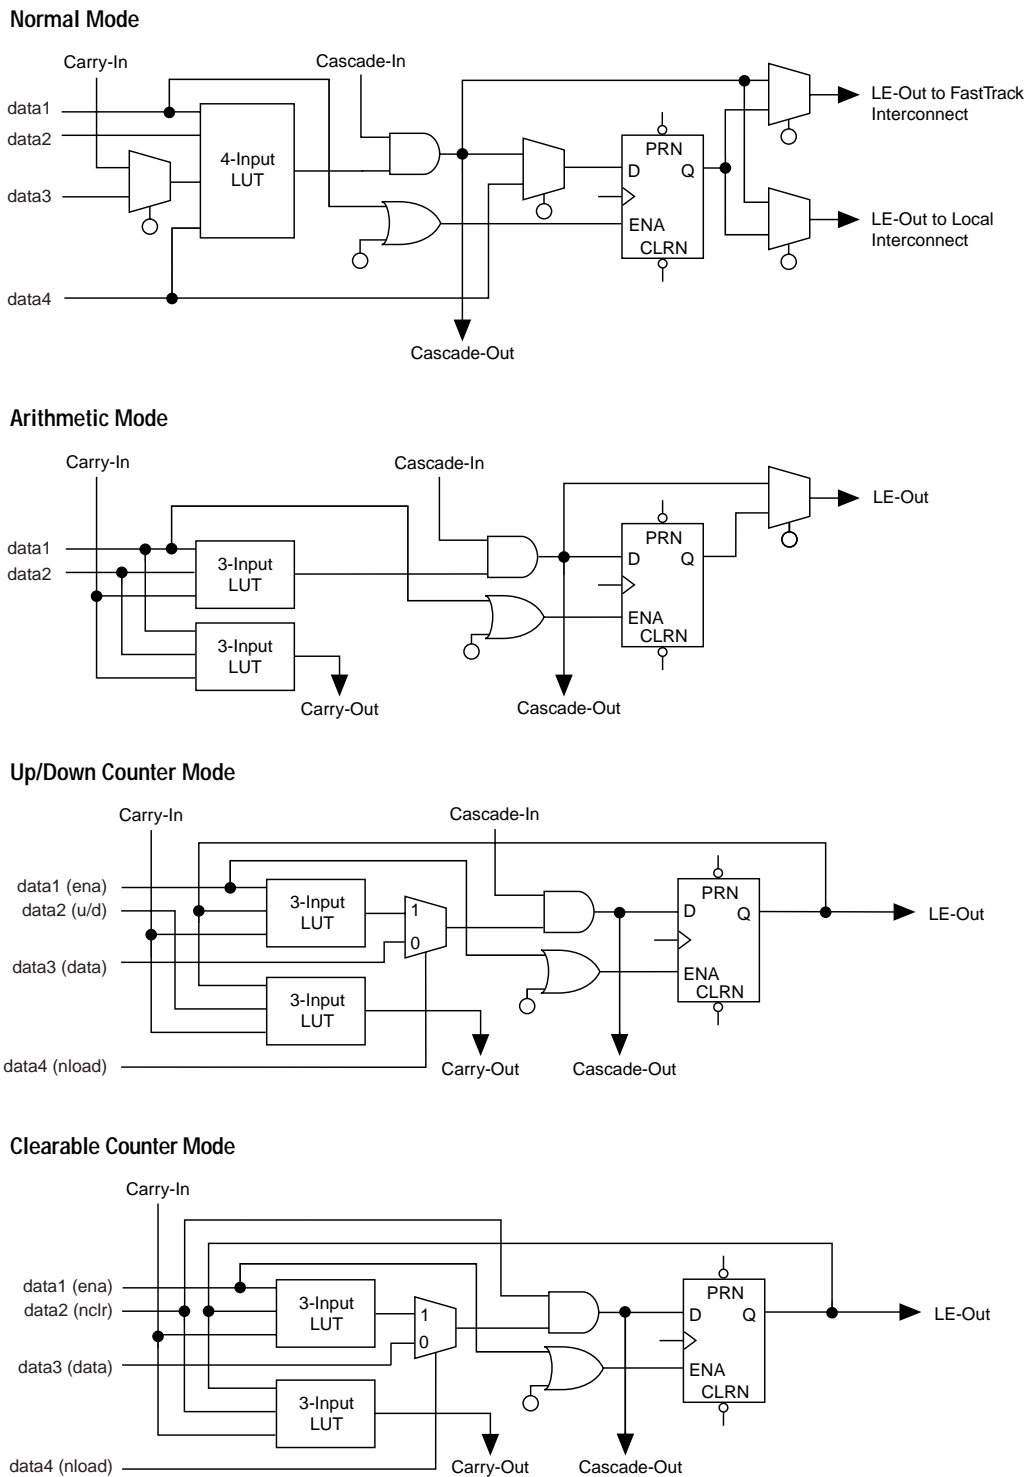 Normal Mode
Carry-In
Cascade-In
data1
data2
data3
data4
4-Input
LUT
PRN
D
Q
ENA
CLRN
LE-Out to FastTrack
Interconnect
LE-Out to Local
Interconnect
Cascade-Out
Arithmetic Mode
Carry-In
Cascade-In
data1
data2
3-Input
LUT
3-Input
LUT
PRN
D
Q
ENA
CLRN
LE-Out
Carry-Out
Cascade-Out
Up/Down Counter Mode
Carry-In
Cascade-In
data1 (ena)
data2 (u/d)
data3 (data)
data4 (nload)
3-Input
LUT
1
0
3-Input
LUT
PRN
D
Q
ENA
CLRN
LE-Out
Carry-Out
Cascade-Out
Clearable Counter Mode
Carry-In
data1 (ena)
data2 (nclr)
data3 (data)
data4 (nload)
3-Input
LUT
1
0
3-Input
LUT
PRN
D
Q
ENA
CLRN
LE-Out
Carry-Out
Cascade-Out